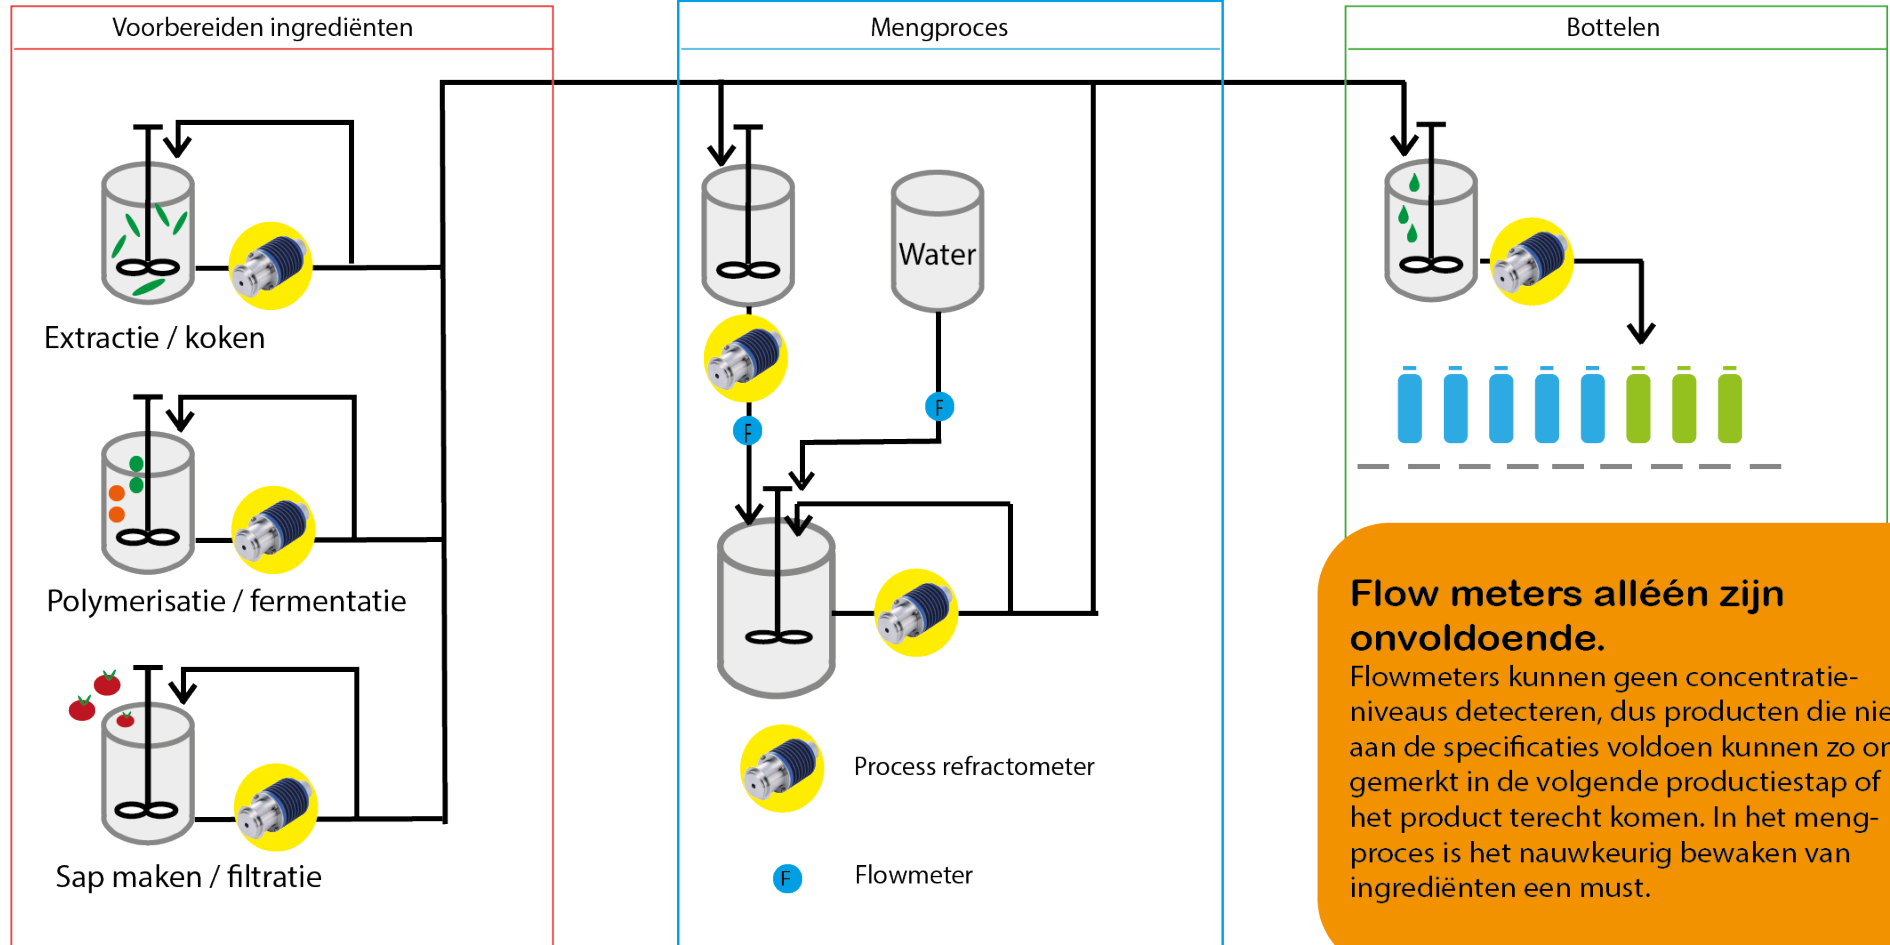 Voorbereiden ingrediënten
Mengproces
Bottelen
Water
Extractie / koken
F
F
Polymerisatie / fermentatie
Process refractometer
Sap maken / filtratie
F
Flowmeter
Flow meters alléén zijn
onvoldoende.
Flowmeters kunnen geen concentratie-
niveaus detecteren, dus producten die nie
aan de specificaties voldoen kunnen zo on
gemerkt in de volgende productiestap of
het product terecht komen. In het meng-
proces is het nauwkeurig bewaken van
ingrediënten een must.